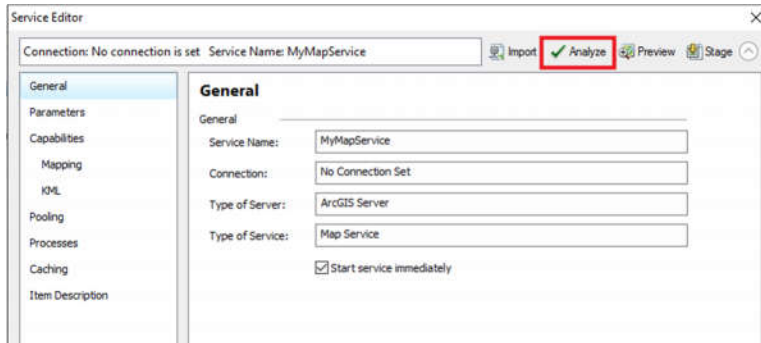 Service Editor
Connection: No connection is set Service Name: MyMapService
Import
Analyze
Preview
Stage
General
Parameters
Capabilities
Mapping
KML
Pooling
Processes
Caching
Item Description
General
General
Service Name: MyMapService
Connection: No Connection Set
Type of Server: ArcGIS Server
Type of Service: Map Service
Start service immediately